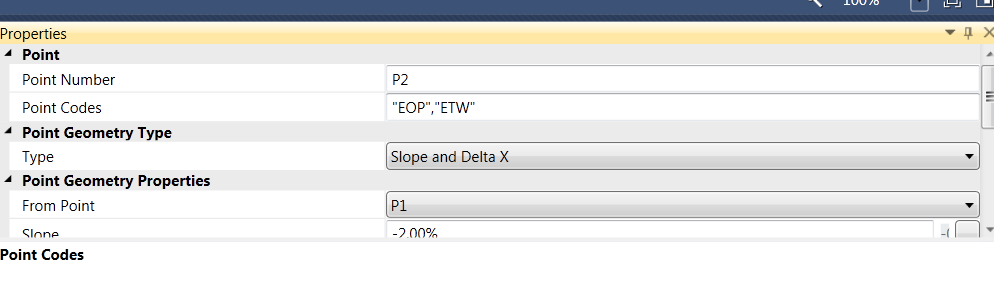 100%
Properties
Point
Point Number P2
Point Codes "EOP","ETW"
Point Geometry Type
Type Slope and Delta X
Point Geometry Properties
From Point P1
Slope -2.00%
Point Codes